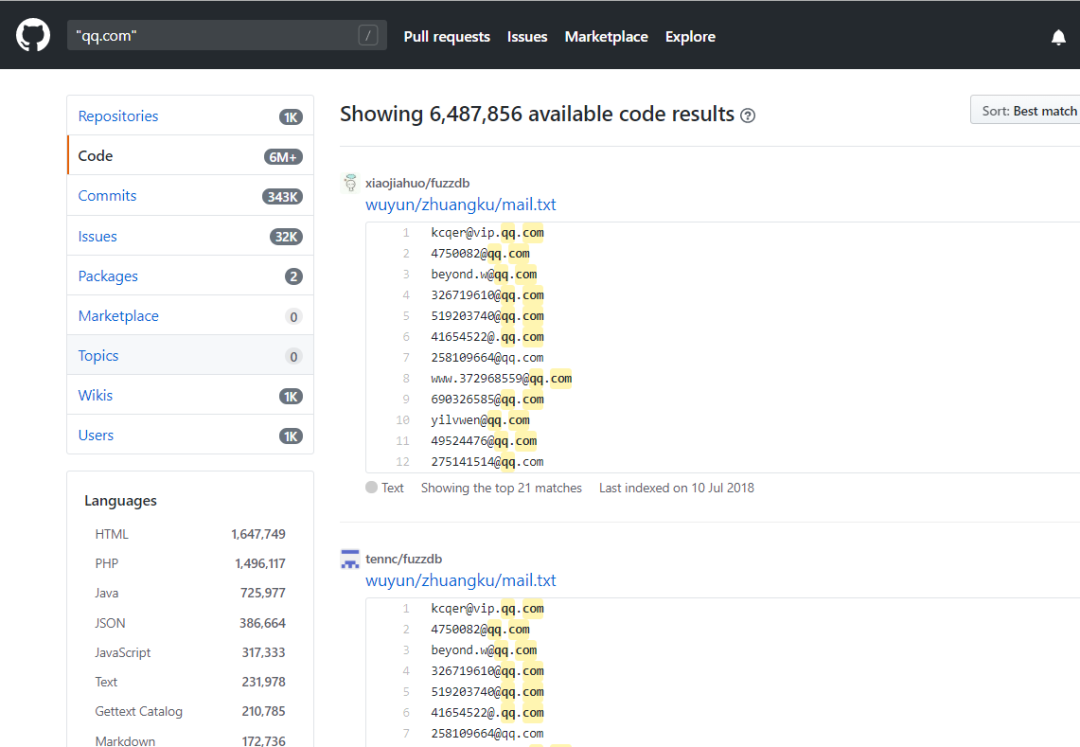 "qq.com" / Pull requests Issues Marketplace Explore
Repositories 1K
Code 6M+
Commits 343K
Issues 32K
Packages 2
Marketplace 0
Topics 0
Wikis 1K
Users 1K
Languages
HTML 1,647,749
PHP 1,496,117
Java 725,977
JSON 386,664
JavaScript 317,333
Text 231,978
Gettext Catalog 210,785
Markdown 172,736
Showing 6,487,856 available code results ?
Sort: Best match
xiaojiahuo/fuzzdb
wuyun/zhuangku/mail.txt
1 kcqer@vip.qq.com
2 4750082@qq.com
3 beyond.w@qq.com
4 326719610@qq.com
5 519203740@qq.com
6 41654522@.qq.com
7 258109664@qq.com
8 www.372968559@qq.com
9 690326585@qq.com
10 yilvwen@qq.com
11 49524476@qq.com
12 275141514@qq.com
Text Showing the top 21 matches Last indexed on 10 Jul 2018
tennc/fuzzdb
wuyun/zhuangku/mail.txt
1 kcqer@vip.qq.com
2 4750082@qq.com
3 beyond.w@qq.com
4 326719610@qq.com
5 519203740@qq.com
6 41654522@.qq.com
7 258109664@qq.com